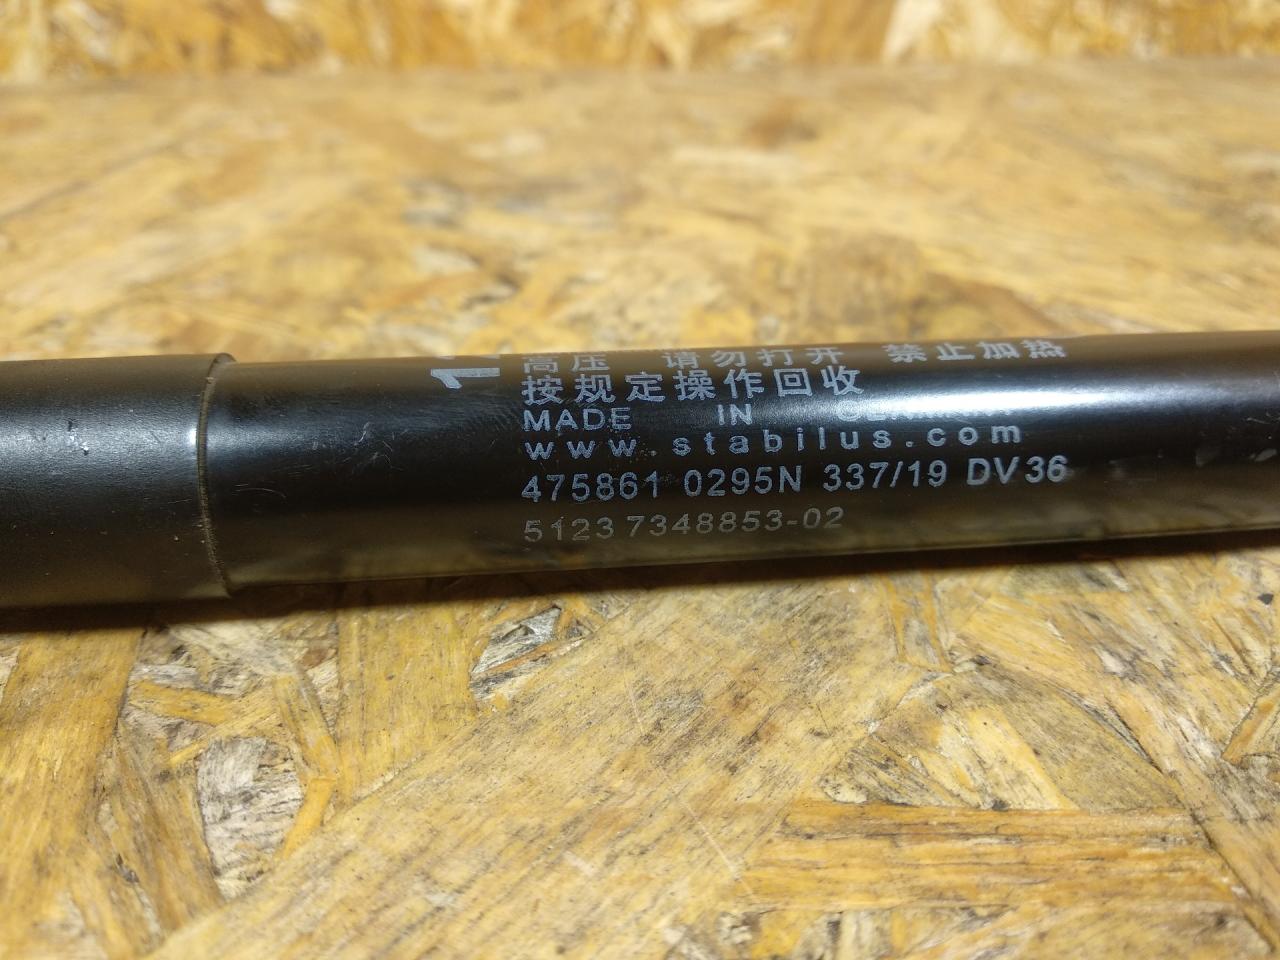 高压 请勿打开 禁止加热
按规定操作回收
MADE IN GERMANY
www.stabilus.com
475861 0295N 337/19 DV36
5123 7348853-02